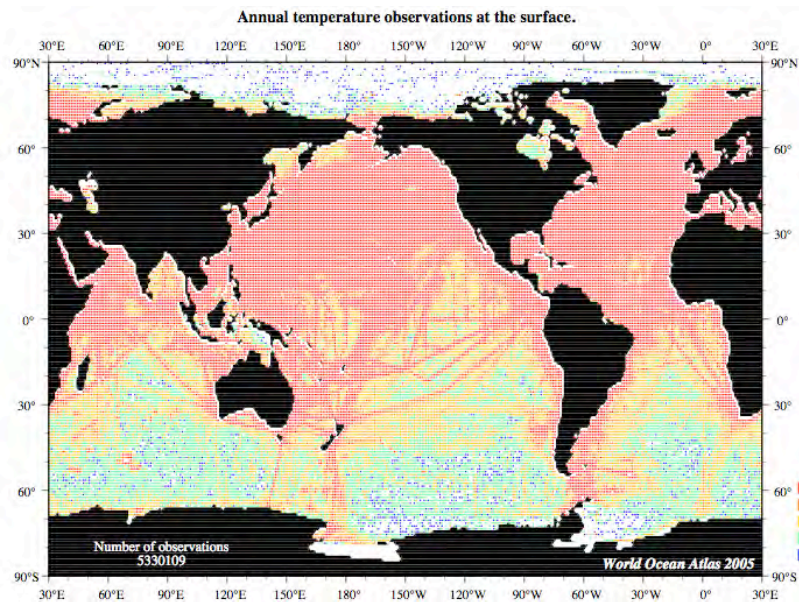 Annual temperature observations at the surface.
30°E 60°E 90°E 120°E 150°E 180° 150°W 120°W 90°W 60°W 30°W 0° 30°E
90°N 90°N
60° 60°
30° 30°
0° 0°
30° 30°
60° 60°
Number of observations
5330109
World Ocean Atlas 2005
90°S 90°S
30°E 60°E 90°E 120°E 150°E 180° 150°W 120°W 90°W 60°W 30°W 0° 30°E